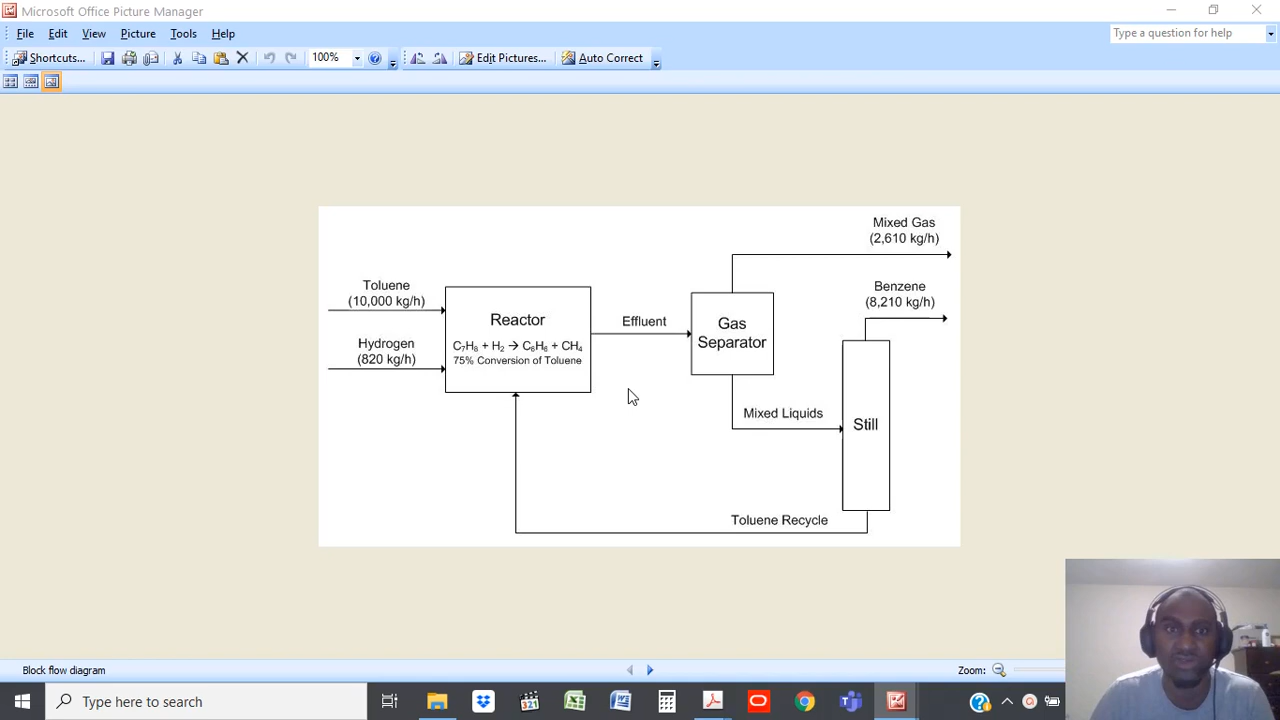 Microsoft Office Picture Manager
File Edit View Picture Tools Help
Type a question for help
Shortcuts...
100%
Edit Pictures...
Auto Correct
Mixed Gas
(2,610 kg/h)
Toluene
(10,000 kg/h)
Benzene
(8,210 kg/h)
Reactor
Effluent
Gas
Separator
Hydrogen
(820 kg/h)
C₇H₈ + H₂ → C₆H₆ + CH₄
75% Conversion of Toluene
Mixed Liquids
Still
Toluene Recycle
Block flow diagram
Zoom:
Type here to search
321